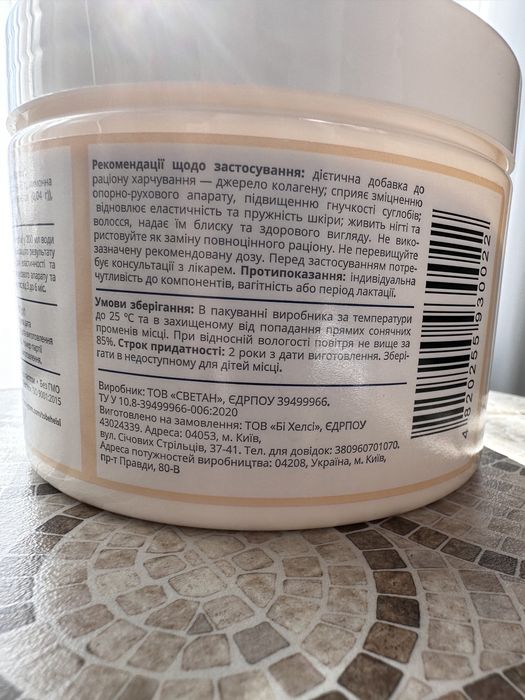 Рекомендації щодо застосування: дієтична добавка до
раціону харчування — джерело колагену; сприяє зміцненню
опорно-рухового апарату, підвищенню гнучкості суглобів;
відновлює еластичність та пружність шкіри; живить нігті та
волосся, надає їм блиску та здорового вигляду. Не вико-
ристовуйте як заміну повноцінного раціону. Не перевищуйте
зазначену рекомендовану дозу. Перед застосуванням потре-
бує консультації з лікарем. Протипоказання: індивідуальна
чутливість до компонентів, вагітність або період лактації.
Умови зберігання: В пакуванні виробника за температури
до 25 °С та в захищеному від попадання прямих сонячних
променів місці. При відносній вологості повітря не вище за
85%. Строк придатності: 2 роки з дати виготовлення. Збері-
гати в недоступному для дітей місці.
Виробник: ТОВ «СВЕТАН», ЄДРПОУ 39499966.
ТУ У 10.8-39499966-006:2020
Виготовлено на замовлення: ТОВ «Бі Хелсі», ЄДРПОУ
43024339. Адреса: 04053, м. Київ,
вул. Січових Стрільців, 37-41. Тел. для довідок: 380960701070.
Адреса потужностей виробництва: 04208, Україна, м. Київ,
пр-т Правди, 80-В
4 820255 930022